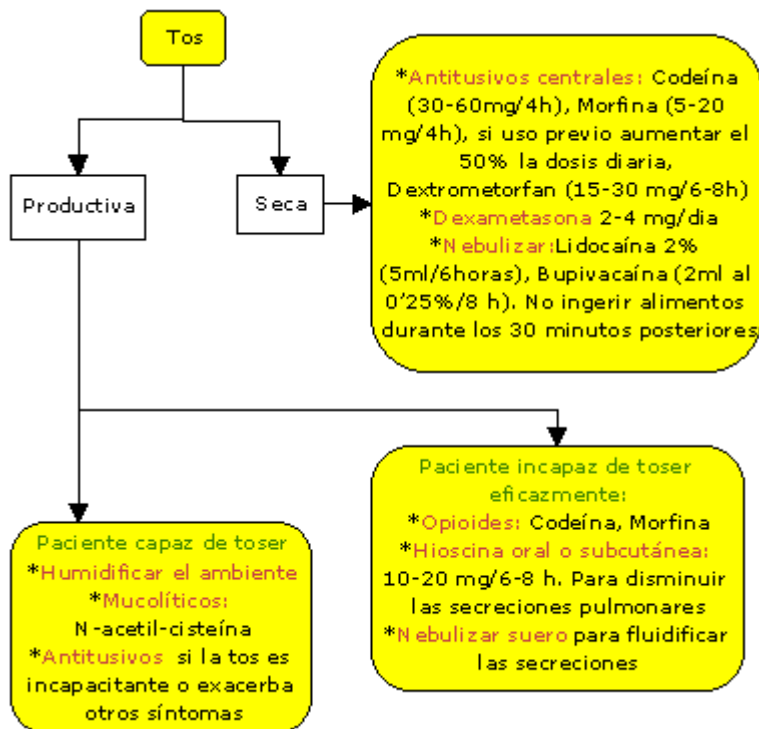 Tos
Productiva
Seca
*Antitusivos centrales: Codeína
(30-60mg/4h), Morfina (5-20
mg/4h), si uso previo aumentar el
50% la dosis diaria,
Dextrometorfan (15-30 mg/6-8h)
*Dexametasona 2-4 mg/dia
*Nebulizar:Lidocaína 2%
(5ml/6horas), Bupivacaína (2ml al
0'25%/8 h). No ingerir alimentos
durante los 30 minutos posteriores
Paciente capaz de toser
*Humidificar el ambiente
*Mucolíticos:
N-acetil-cisteína
*Antitusivos si la tos es
incapacitante o exacerba
otros síntomas
Paciente incapaz de toser
eficazmente:
*Opioides: Codeína, Morfina
*Hioscina oral o subcutánea:
10-20 mg/6-8 h. Para disminuir
las secreciones pulmonares
*Nebulizar suero para fluidificar
las secreciones